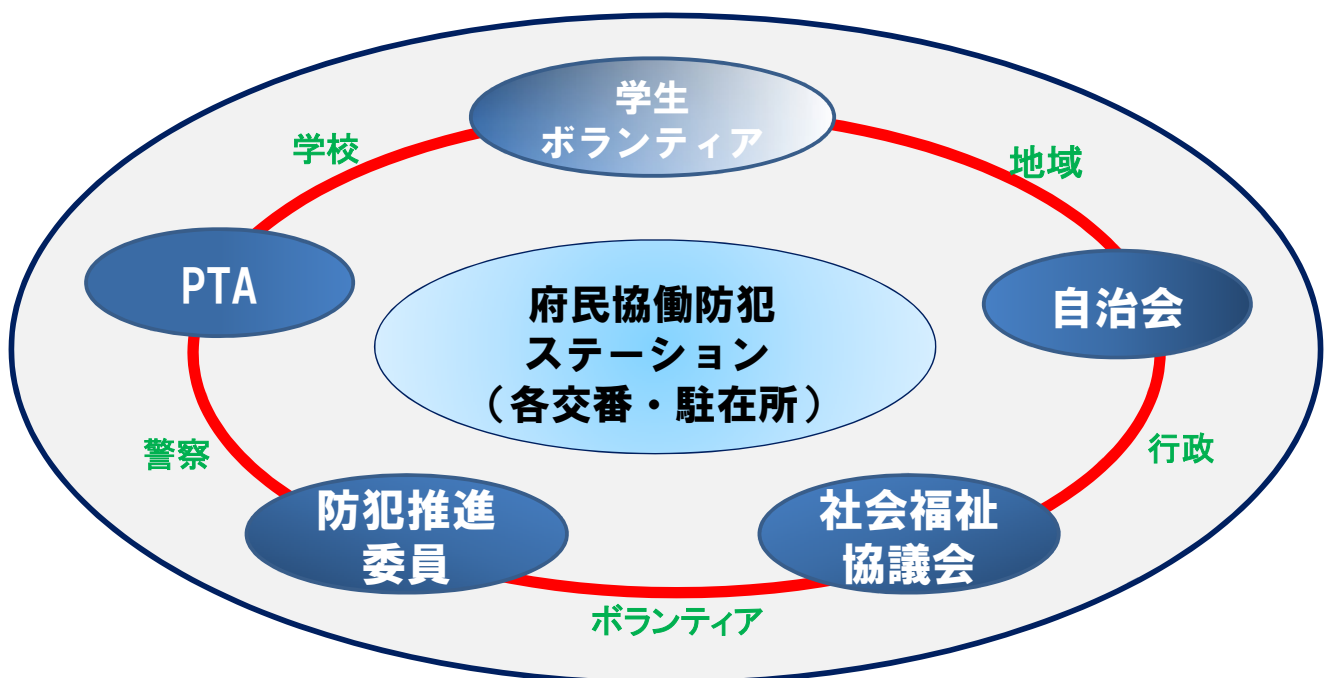 学生
ボランティア
学校
地域
PTA
自治会
府民協働防犯
ステーション
（各交番・駐在所）
警察
行政
防犯推進
委員
社会福祉
協議会
ボランティア